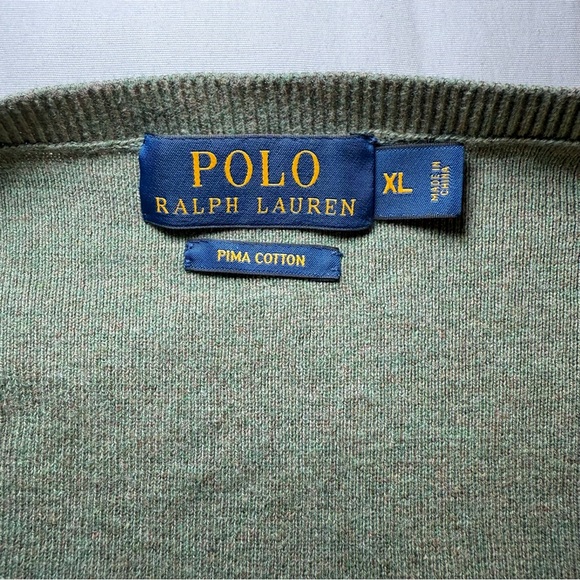 POLO
RALPH LAUREN
XL
MADE IN
CHINA
PIMA COTTON